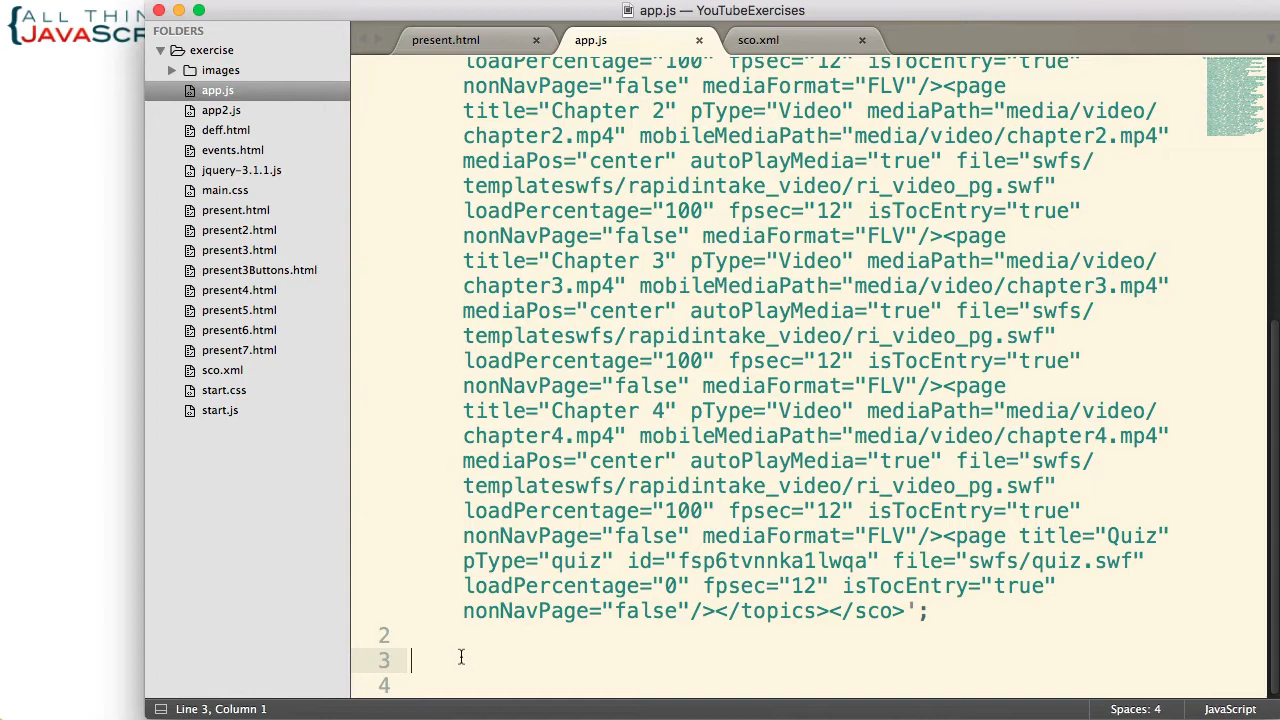 {ALL THIN
JAVASCR
app.js — YouTubeExercises
FOLDERS
exercise
images
app.js
app2.js
deff.html
events.html
jquery-3.1.1.js
main.css
present.html
present2.html
present3.html
present3Buttons.html
present4.html
present5.html
present6.html
present7.html
sco.xml
start.css
start.js
present.html × app.js × sco.xml ×
loadPercentage="100" fpsec="12" isTocEntry="true"
nonNavPage="false" mediaFormat="FLV"/><page
title="Chapter 2" pType="Video" mediaPath="media/video/
chapter2.mp4" mobileMediaPath="media/video/chapter2.mp4"
mediaPos="center" autoPlayMedia="true" file="swfs/
templateswfs/rapidintake_video/ri_video_pg.swf"
loadPercentage="100" fpsec="12" isTocEntry="true"
nonNavPage="false" mediaFormat="FLV"/><page
title="Chapter 3" pType="Video" mediaPath="media/video/
chapter3.mp4" mobileMediaPath="media/video/chapter3.mp4"
mediaPos="center" autoPlayMedia="true" file="swfs/
templateswfs/rapidintake_video/ri_video_pg.swf"
loadPercentage="100" fpsec="12" isTocEntry="true"
nonNavPage="false" mediaFormat="FLV"/><page
title="Chapter 4" pType="Video" mediaPath="media/video/
chapter4.mp4" mobileMediaPath="media/video/chapter4.mp4"
mediaPos="center" autoPlayMedia="true" file="swfs/
templateswfs/rapidintake_video/ri_video_pg.swf"
loadPercentage="100" fpsec="12" isTocEntry="true"
nonNavPage="false" mediaFormat="FLV"/><page title="Quiz"
pType="quiz" id="fsp6tvnnka1lwqa" file="swfs/quiz.swf"
loadPercentage="0" fpsec="12" isTocEntry="true"
nonNavPage="false"/></topics></sco>';
2
3
4
Line 3, Column 1 Spaces: 4 JavaScript